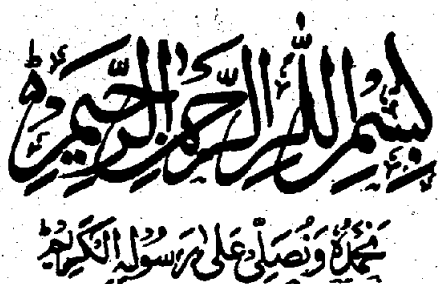 بِسْمِ اللّٰهِ الرَّحْمٰنِ الرَّحِيْمِ
نَحْمَدُهٗ وَنُصَلِّىْ عَلٰى رَسُوْلِهِ الْكَرِيْمِ